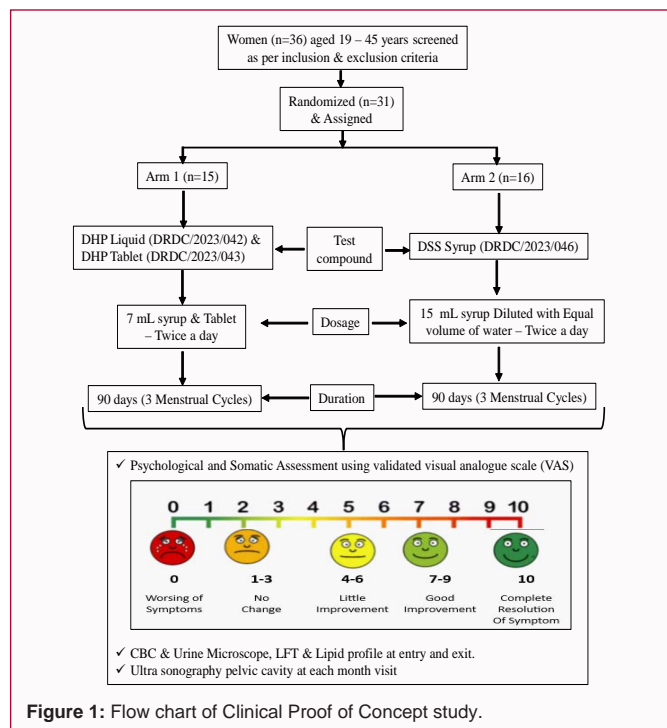 Women (n=36) aged 19 – 45 years screened
as per inclusion & exclusion criteria
Randomized (n=31)
& Assigned
Arm 1 (n=15)
Arm 2 (n=16)
DHP Liquid (DRDC/2023/042) &
DHP Tablet (DRDC/2023/043)
Test
compound
DSS Syrup (DRDC/2023/046)
7 mL syrup & Tablet
– Twice a day
Dosage
15 mL syrup Diluted with Equal
volume of water – Twice a day
90 days (3 Menstrual Cycles)
Duration
90 days (3 Menstrual Cycles)
✓ Psychological and Somatic Assessment using validated visual analogue scale (VAS)
0 1 2 3 4 5 6 7 8 9 10
0 1-3 4-6 7-9 10
Worsing of
Symptoms
No
Change
Little
Improvement
Good
Improvement
Complete
Resolution
Of Symptom
✓ CBC & Urine Microscope, LFT & Lipid profile at entry and exit.
✓ Ultra sonography pelvic cavity at each month visit
Figure 1: Flow chart of Clinical Proof of Concept study.